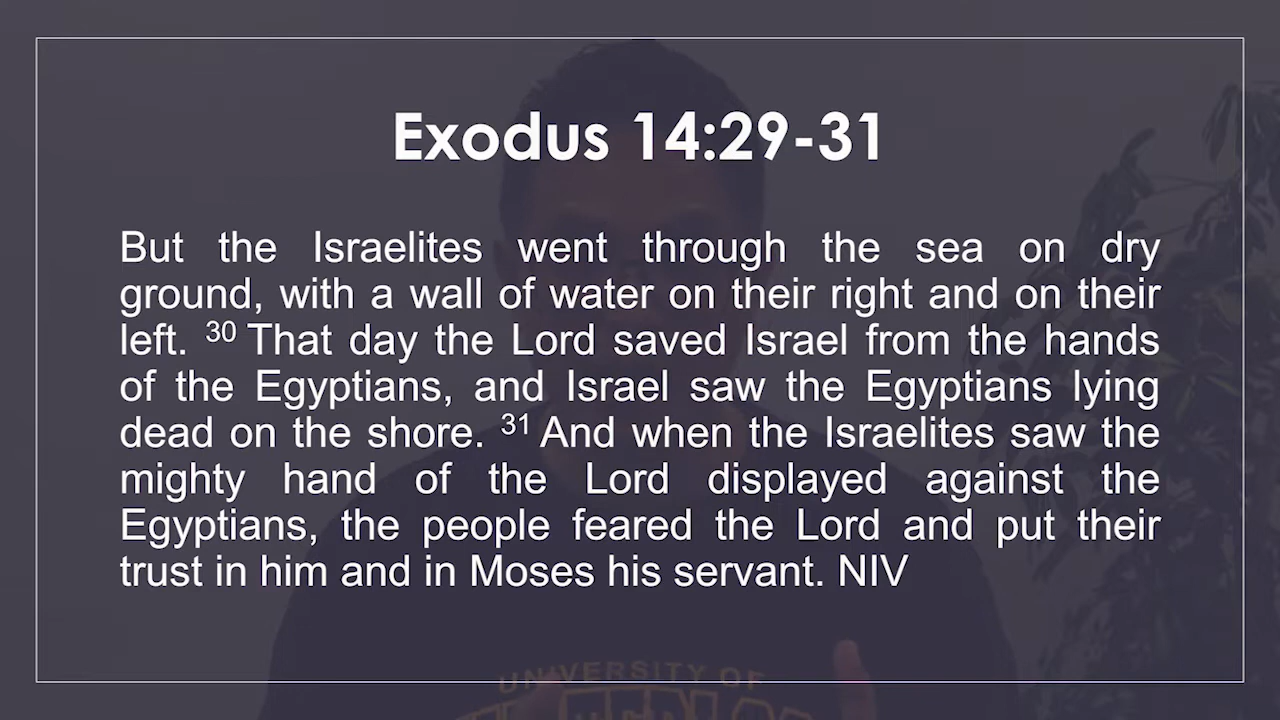 Exodus 14:29-31
But the Israelites went through the sea on dry
ground, with a wall of water on their right and on their
left. 30 That day the Lord saved Israel from the hands
of the Egyptians, and Israel saw the Egyptians lying
dead on the shore. 31 And when the Israelites saw the
mighty hand of the Lord displayed against the
Egyptians, the people feared the Lord and put their
trust in him and in Moses his servant. NIV
UNIVERSITY OF